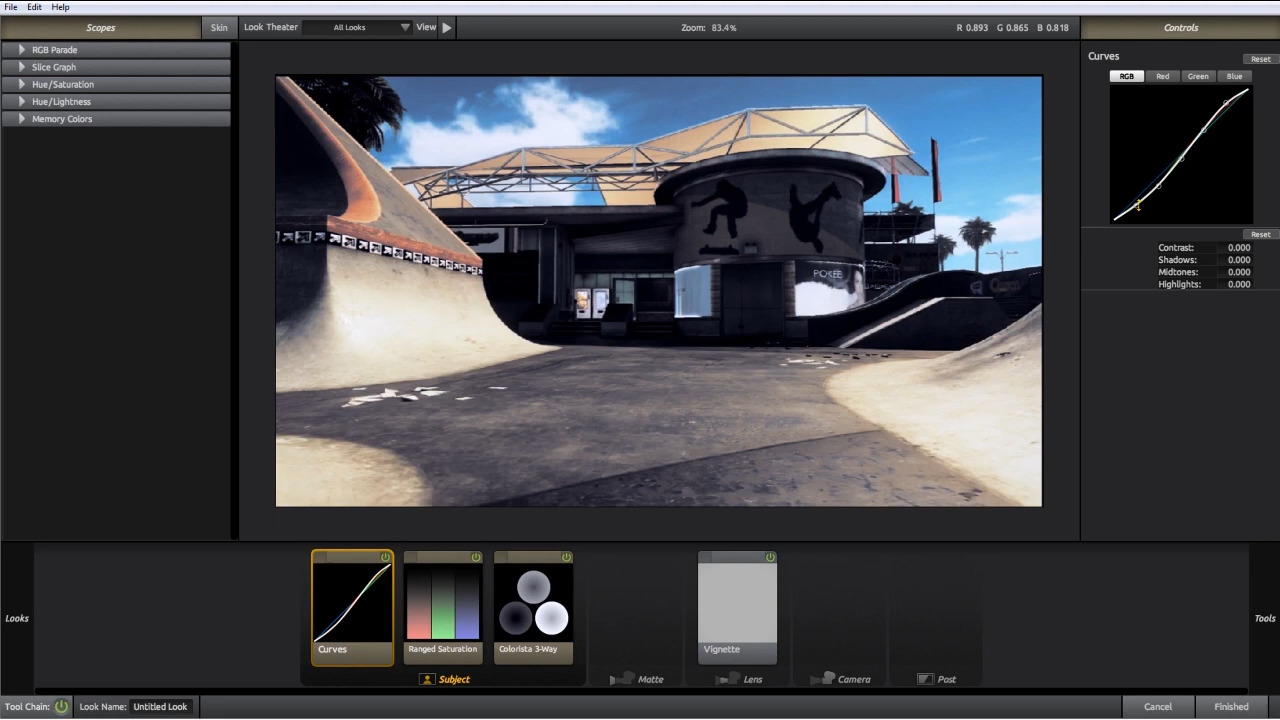 File Edit Help
Scopes Skin Look Theater All Looks View Zoom: 83.4% R 0.893 G 0.865 B 0.818 Controls
RGB Parade
Slice Graph
Hue/Saturation
Hue/Lightness
Memory Colors
Curves Reset
RGB Red Green Blue
Reset
Contrast: 0.000
Shadows: 0.000
Midtones: 0.000
Highlights: 0.000
Looks
Curves Ranged Saturation Colorista 3-Way Vignette
Tools
Subject Matte Lens Camera Post
Tool Chain: Look Name: Untitled Look Cancel Finished